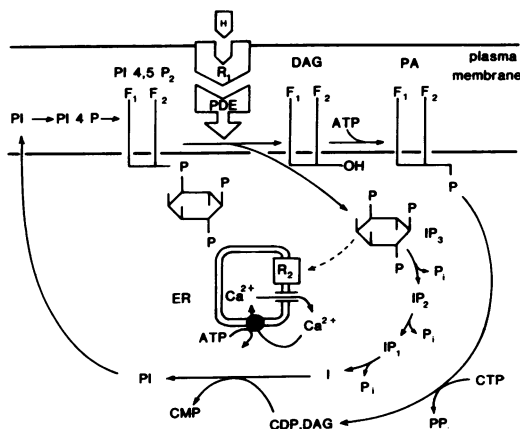 H
R1
PDE
plasma
membrane
PI 4,5 P2
F1 F2
DAG
F1 F2
PA
F1 F2
PI → PI 4 P →
ATP
OH
P
P
P
P
P
P
P
IP3
Pi
IP2
Pi
IP1
Pi
ER
R2
Ca2+
Ca2+
ATP
PI
I
CMP
CDP.DAG
CTP
PPi